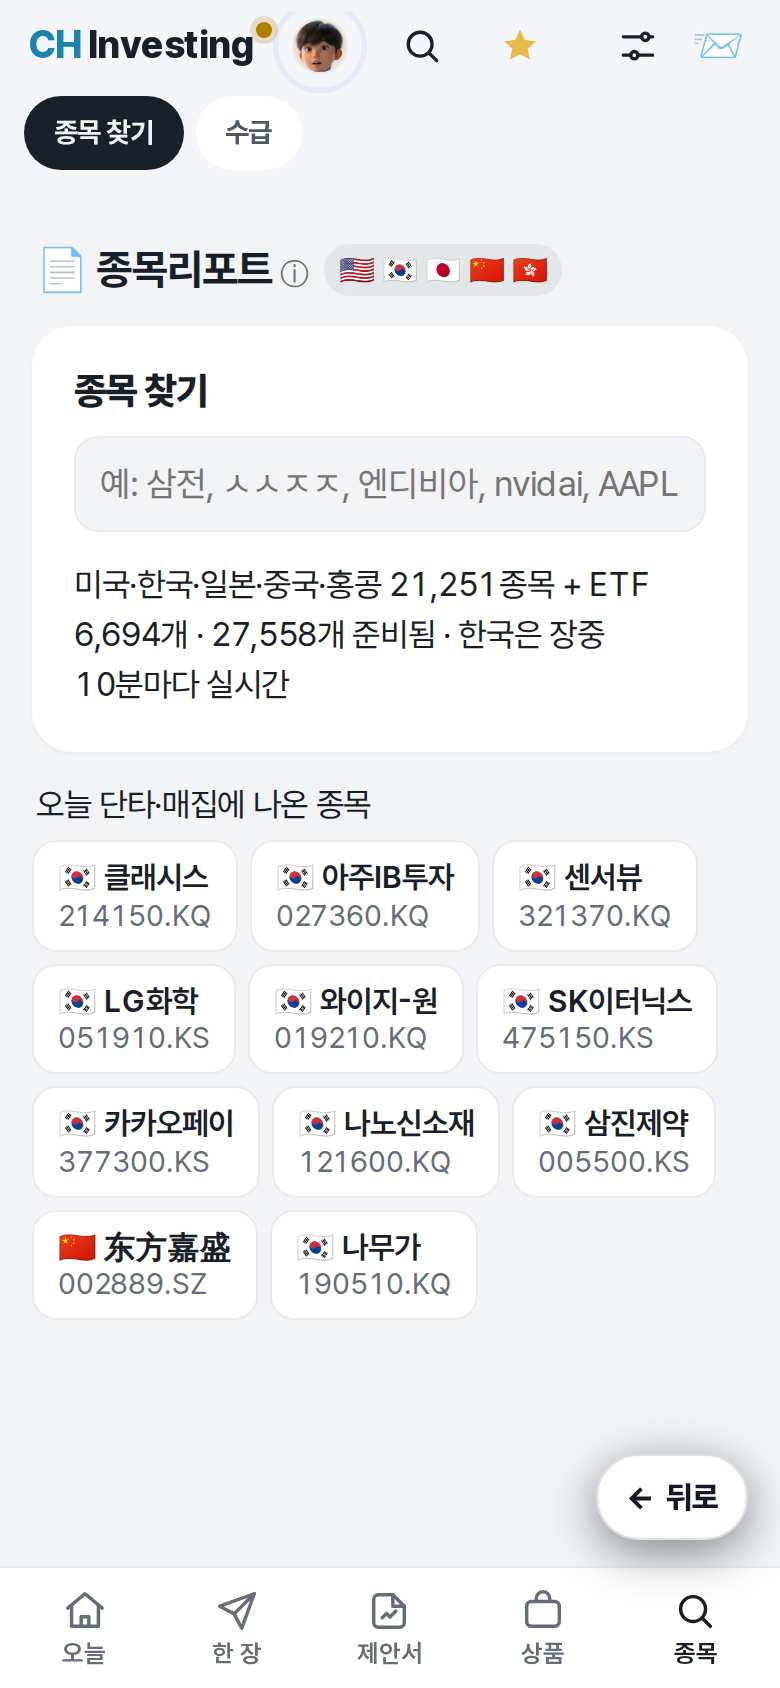 CH Investing
종목 찾기
수급
종목리포트 ⓘ
종목 찾기
예: 삼전, ㅅㅅㅈㅈ, 엔디비아, nvidai, AAPL
미국·한국·일본·중국·홍콩 21,251종목 + ETF
6,694개 · 27,558개 준비됨 · 한국은 장중
10분마다 실시간
오늘 단타·매집에 나온 종목
클래시스 아주IB투자 센서뷰
214150.KQ 027360.KQ 321370.KQ
LG화학 와이지-원 SK이터닉스
051910.KS 019210.KQ 475150.KS
카카오페이 나노신소재 삼진제약
377300.KS 121600.KQ 005500.KS
东方嘉盛 나무가
002889.SZ 190510.KQ
← 뒤로
오늘 한 장 제안서 상품 종목